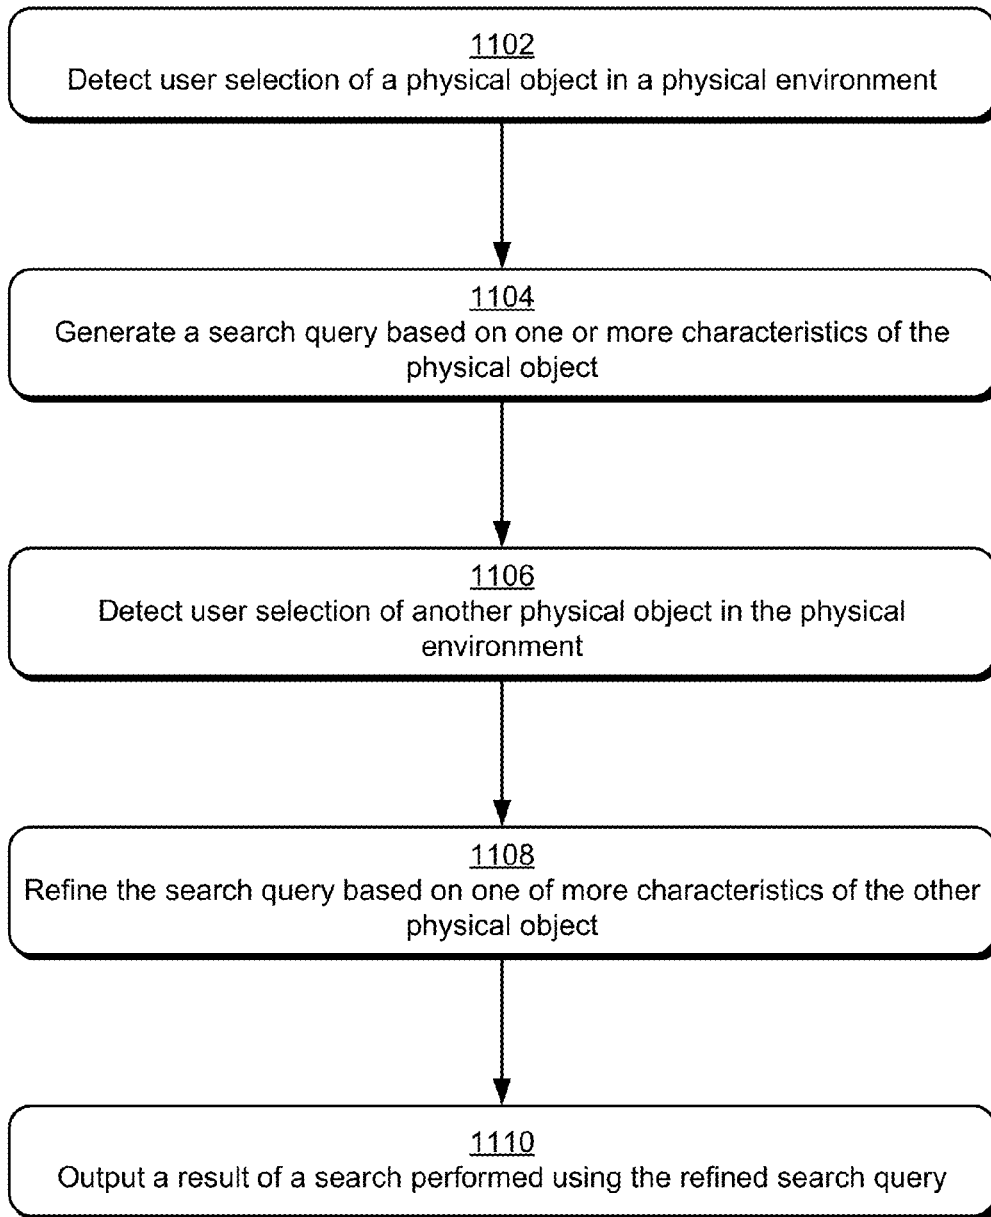 1102
Detect user selection of a physical object in a physical environment
1104
Generate a search query based on one or more characteristics of the
physical object
1106
Detect user selection of another physical object in the physical
environment
1108
Refine the search query based on one of more characteristics of the other
physical object
1110
Output a result of a search performed using the refined search query